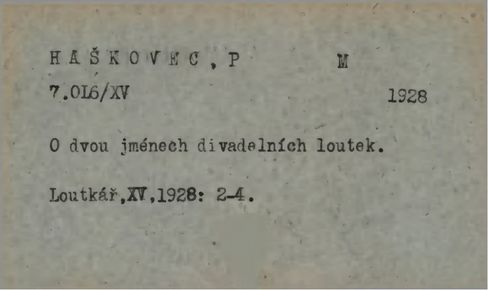 HAŠKOVEC, P M
7.016/XV 1928
O dvou jménech divadelních loutek.
Loutkář,XV,1928: 2-4.